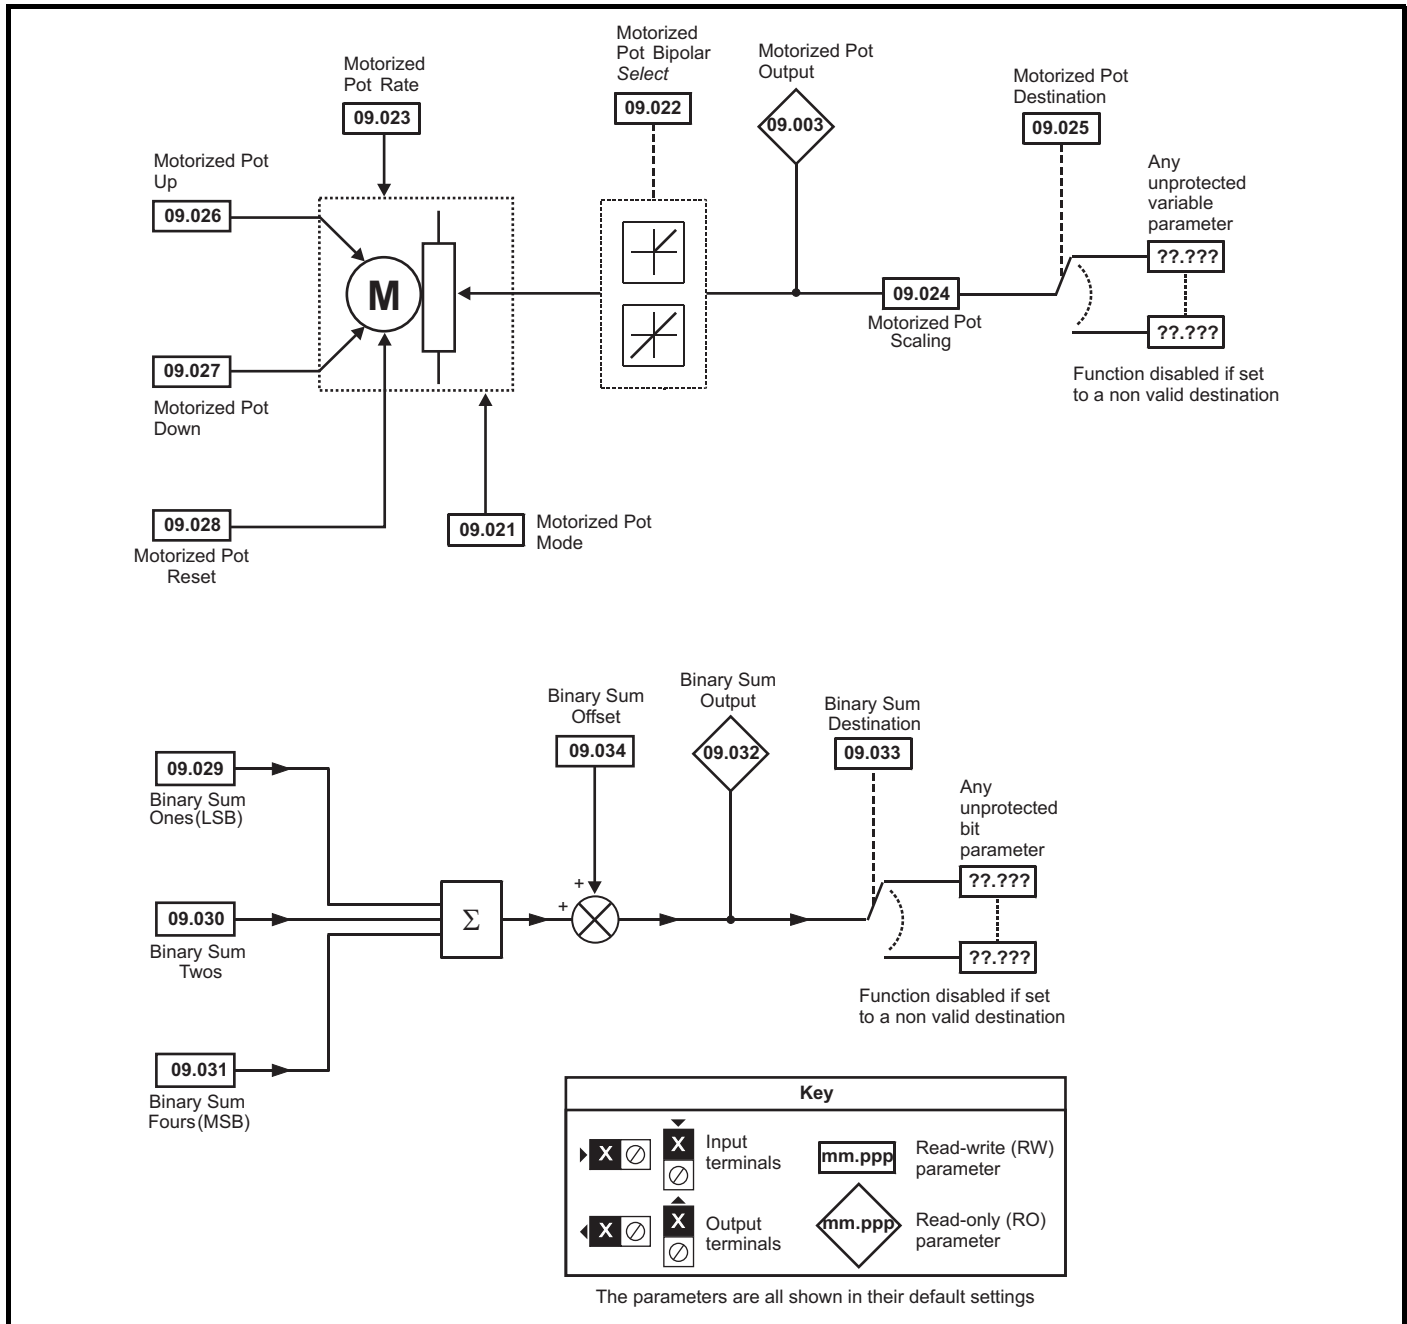 Motorized
Pot Rate
09.023
Motorized
Pot Bipolar
Select
09.022
Motorized Pot
Output
09.003
Motorized Pot
Destination
09.025
Motorized Pot
Up
09.026
Any
unprotected
variable
parameter
??.???
M
09.024
Motorized Pot
Scaling
??.???
09.027
Motorized Pot
Down
Function disabled if set
to a non valid destination
09.028
Motorized Pot
Reset
09.021
Motorized Pot
Mode
Binary Sum
Offset
09.034
Binary Sum
Output
09.032
Binary Sum
Destination
09.033
09.029
Binary Sum
Ones(LSB)
Any
unprotected
bit
parameter
??.???
+
+
09.030
Σ
Binary Sum
Twos
??.???
Function disabled if set
to a non valid destination
09.031
Binary Sum
Fours(MSB)
Key
X
X
Input
terminals
mm.ppp
Read-write (RW)
parameter
X
X
Output
terminals
mm.ppp
Read-only (RO)
parameter
The parameters are all shown in their default settings